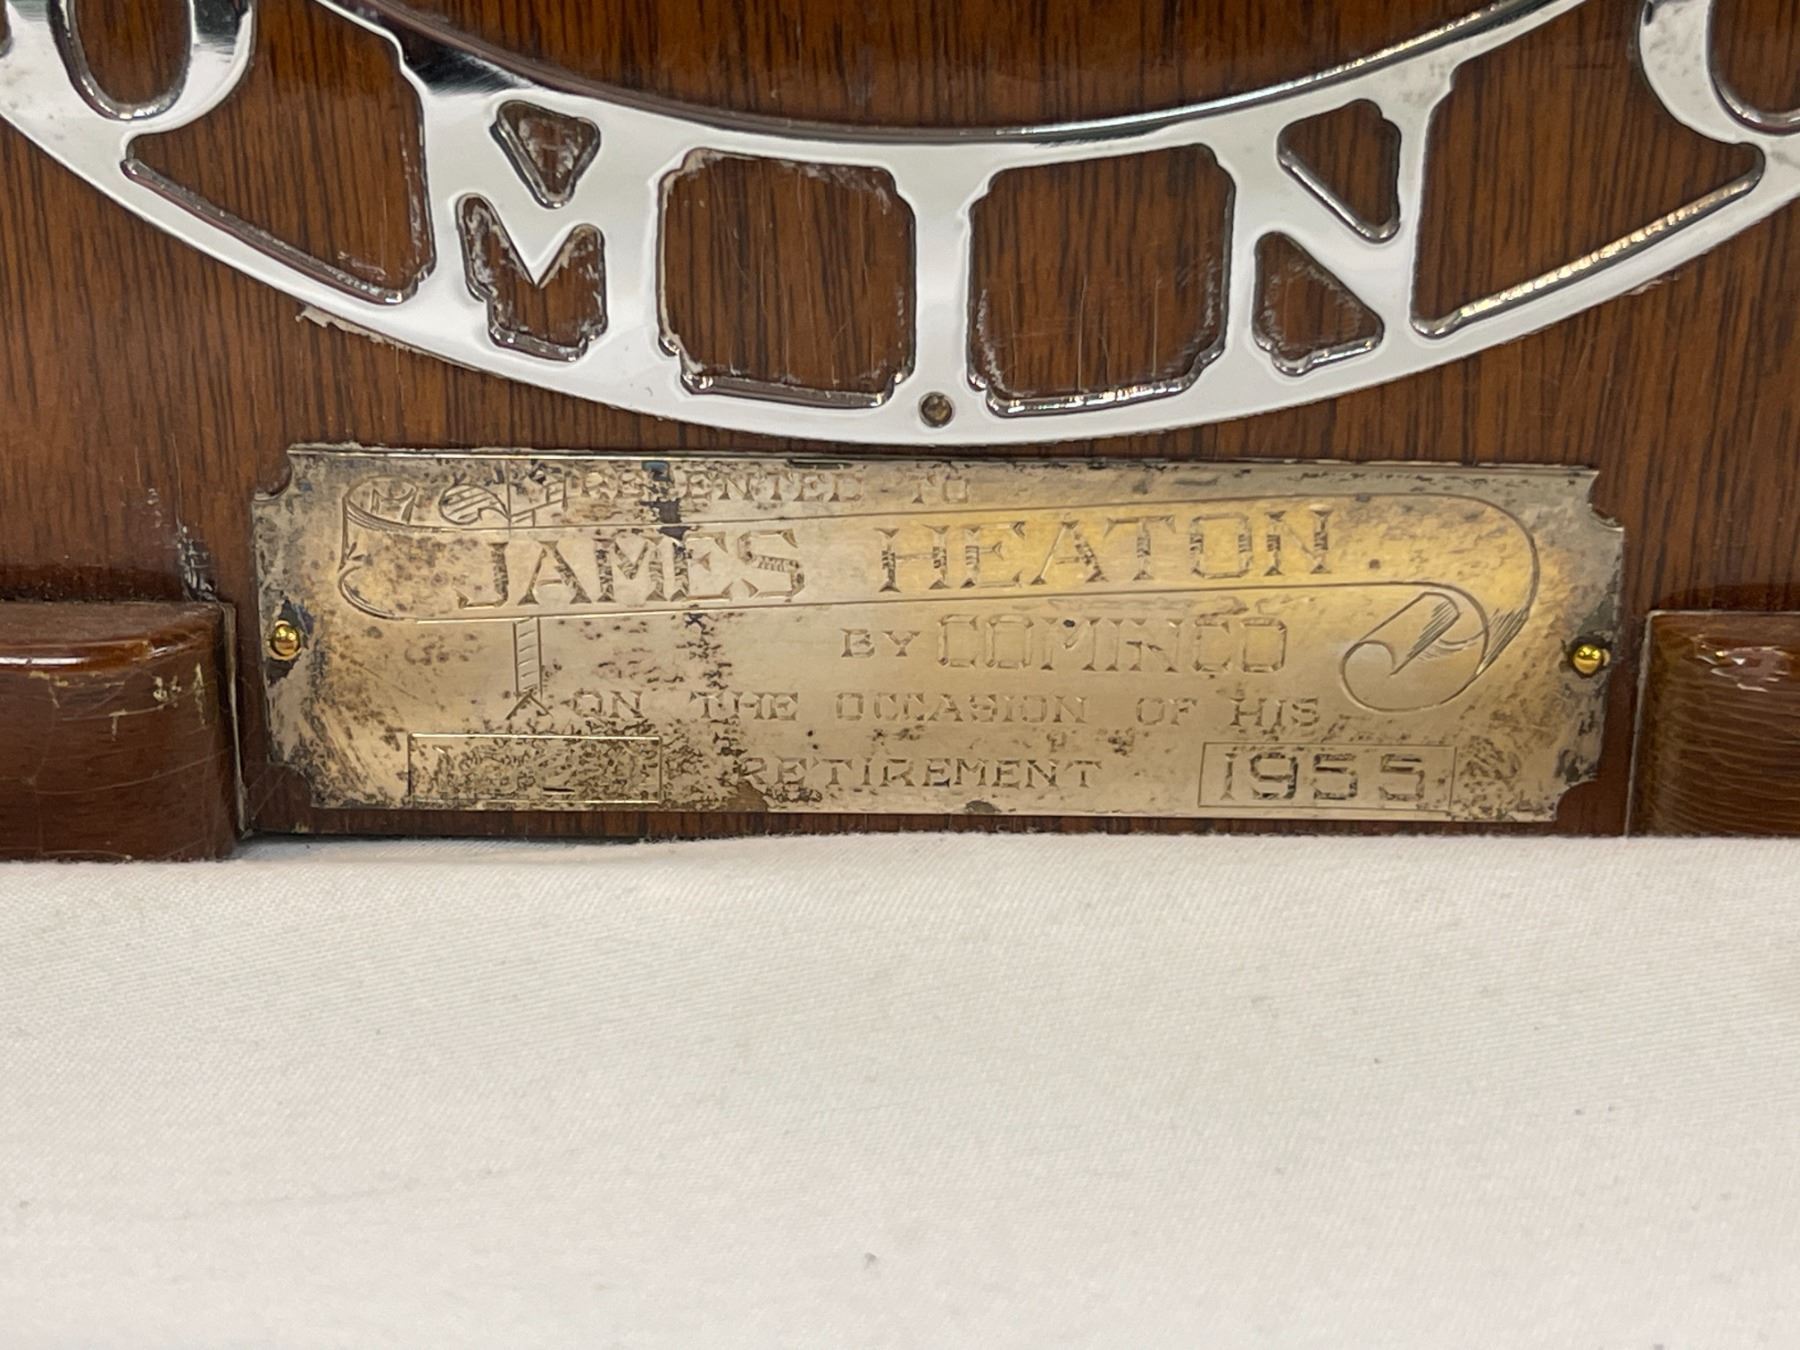 PRESENTED TO
JAMES HEATON
BY COMINCO
ON THE OCCASION OF HIS
RETIREMENT 1955